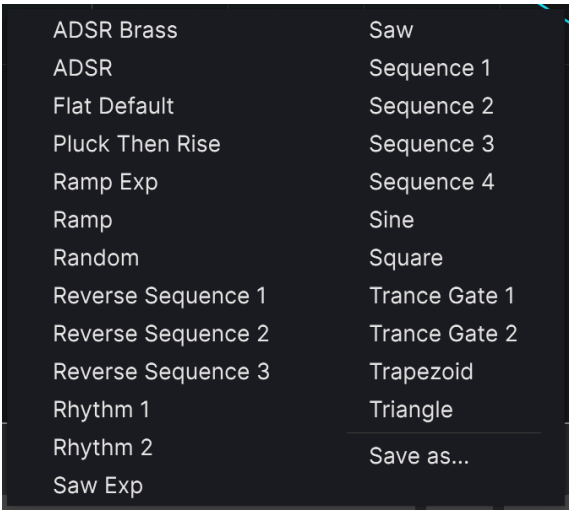 ADSR Brass
ADSR
Flat Default
Pluck Then Rise
Ramp Exp
Ramp
Random
Reverse Sequence 1
Reverse Sequence 2
Reverse Sequence 3
Rhythm 1
Rhythm 2
Saw Exp
Saw
Sequence 1
Sequence 2
Sequence 3
Sequence 4
Sine
Square
Trance Gate 1
Trance Gate 2
Trapezoid
Triangle
Save as...